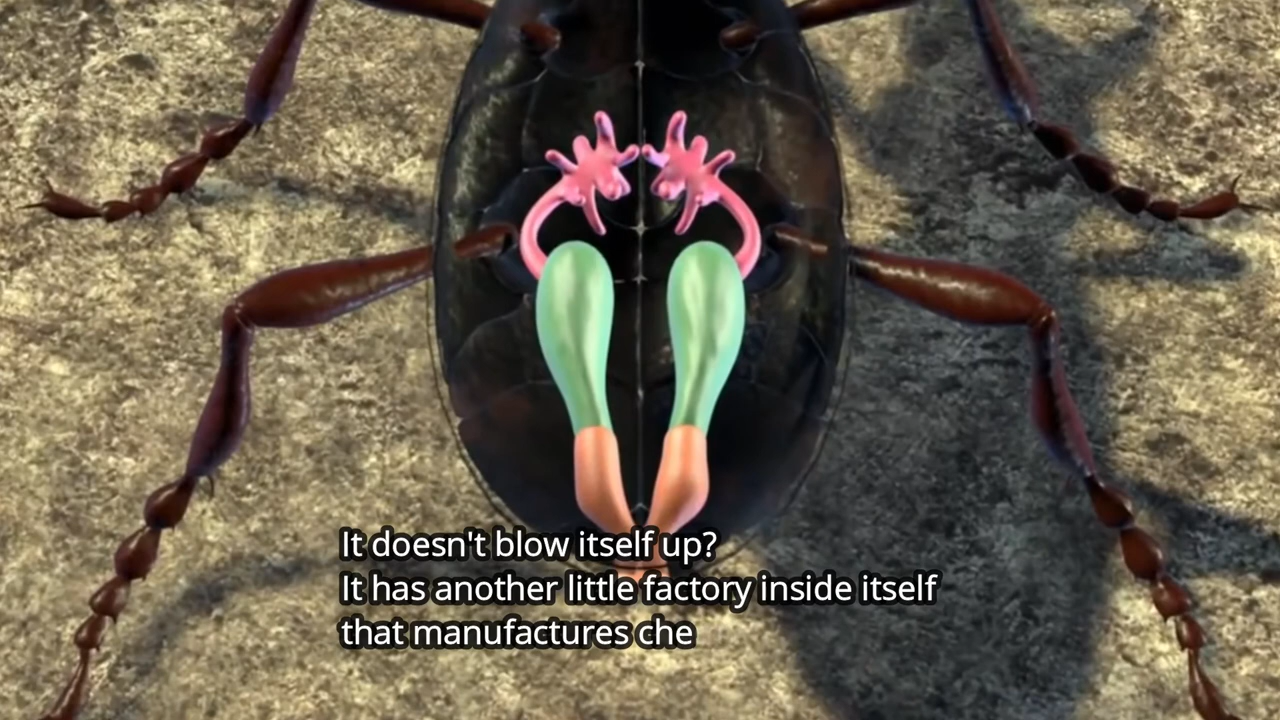 It doesn't blow itself up?
It has another little factory inside itself
that manufactures che